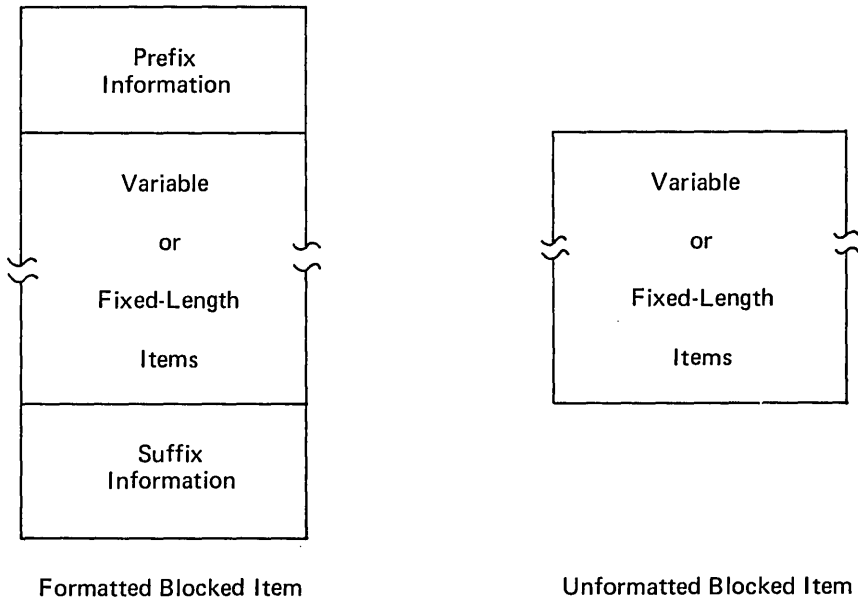 Prefix
Information
Variable
or
Fixed-Length
Items
Suffix
Information
Formatted Blocked Item
Variable
or
Fixed-Length
Items
Unformatted Blocked Item